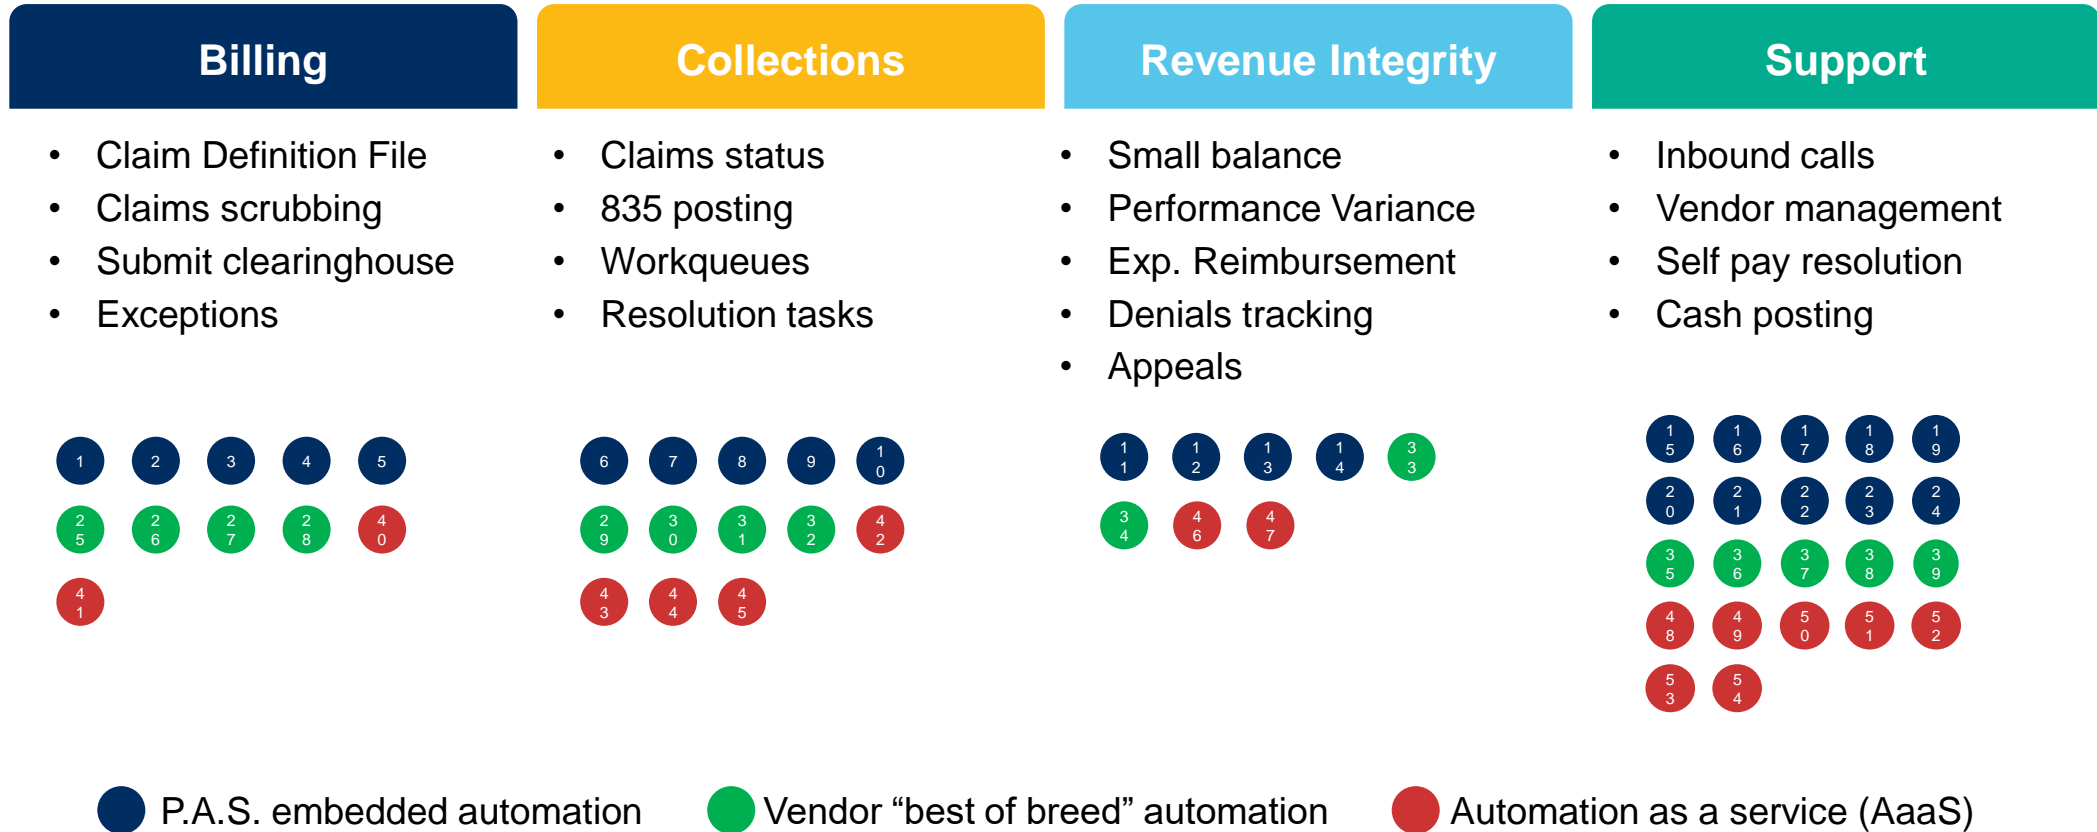 Billing
Collections
Revenue Integrity
Support
• Claim Definition File
• Claims scrubbing
• Submit clearinghouse
• Exceptions
• Claims status
• 835 posting
• Workqueues
• Resolution tasks
• Small balance
• Performance Variance
• Exp. Reimbursement
• Denials tracking
• Appeals
• Inbound calls
• Vendor management
• Self pay resolution
• Cash posting
1 2 3 4 5
25 26 27 28 40
41
6 7 8 9 10
29 30 31 32 42
43 44 45
11 12 13 14 33
34 46 47
15 16 17 18 19
20 21 22 23 24
35 36 37 38 39
48 49 50 51 52
53 54
P.A.S. embedded automation
Vendor “best of breed” automation
Automation as a service (AaaS)